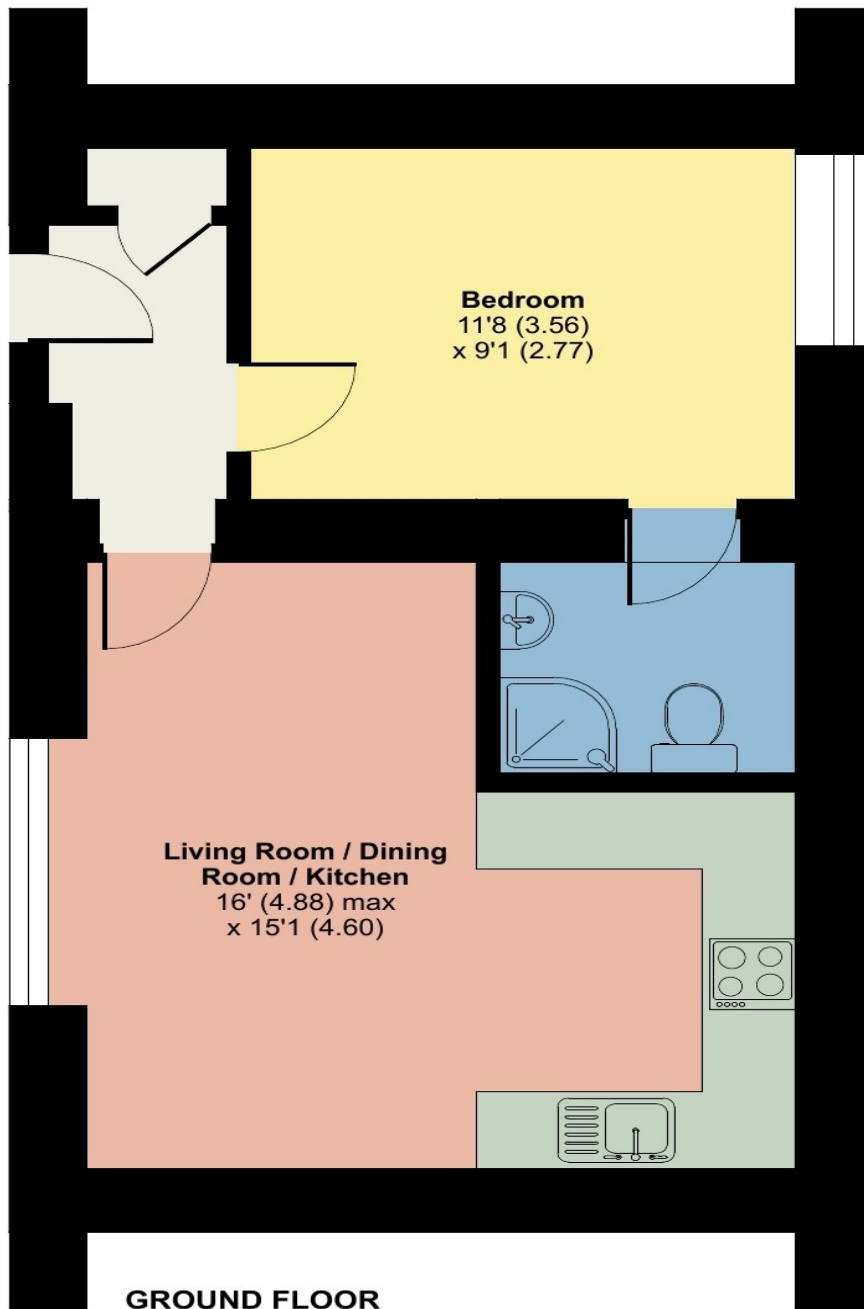 Bedroom
11'8 (3.56)
x 9'1 (2.77)
Living Room / Dining
Room / Kitchen
16' (4.88) max
x 15'1 (4.60)
GROUND FLOOR